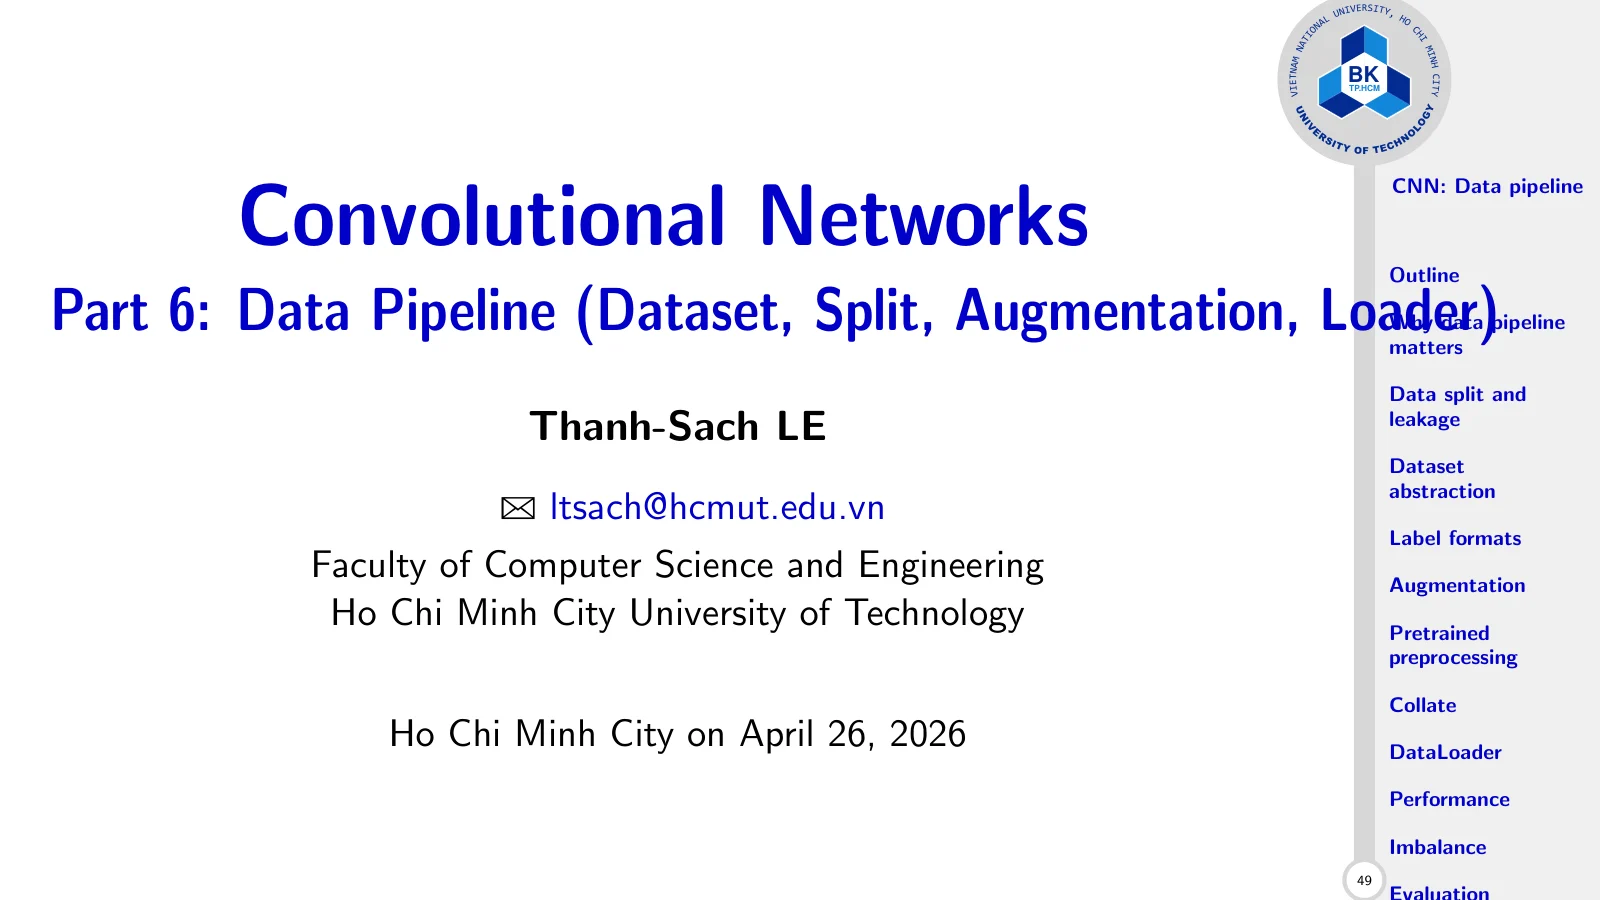 VIETNAM NATIONAL UNIVERSITY, HO CHI MINH CITY
BK
TP.HCM
UNIVERSITY OF TECHNOLOGY
Convolutional Networks
Part 6: Data Pipeline (Dataset, Split, Augmentation, Loader)
Thanh-Sach LE
✉ ltsach@hcmut.edu.vn
Faculty of Computer Science and Engineering
Ho Chi Minh City University of Technology
Ho Chi Minh City on April 26, 2026
CNN: Data pipeline
Outline
Why data pipeline
matters
Data split and
leakage
Dataset
abstraction
Label formats
Augmentation
Pretrained
preprocessing
Collate
DataLoader
Performance
Imbalance
Evaluation
49